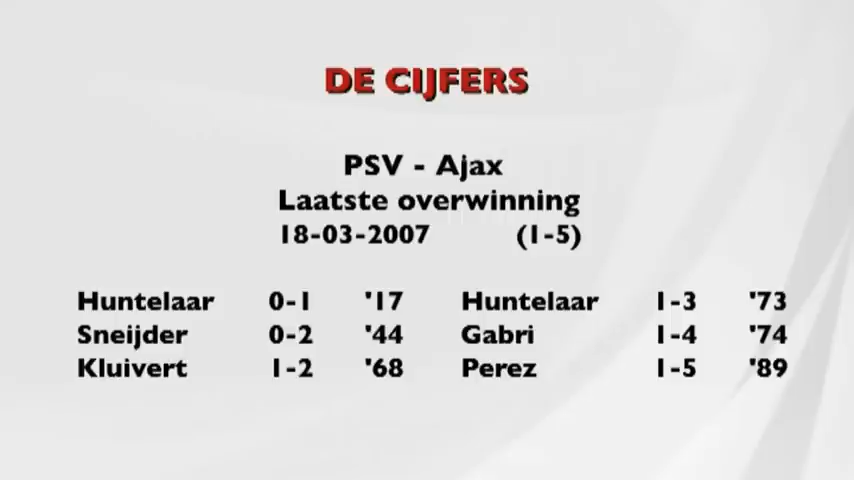 DE CIJFERS
PSV - Ajax
Laatste overwinning
18-03-2007 (1-5)
Huntelaar 0-1 '17 Huntelaar 1-3 '73
Sneijder 0-2 '44 Gabri 1-4 '74
Kluivert 1-2 '68 Perez 1-5 '89